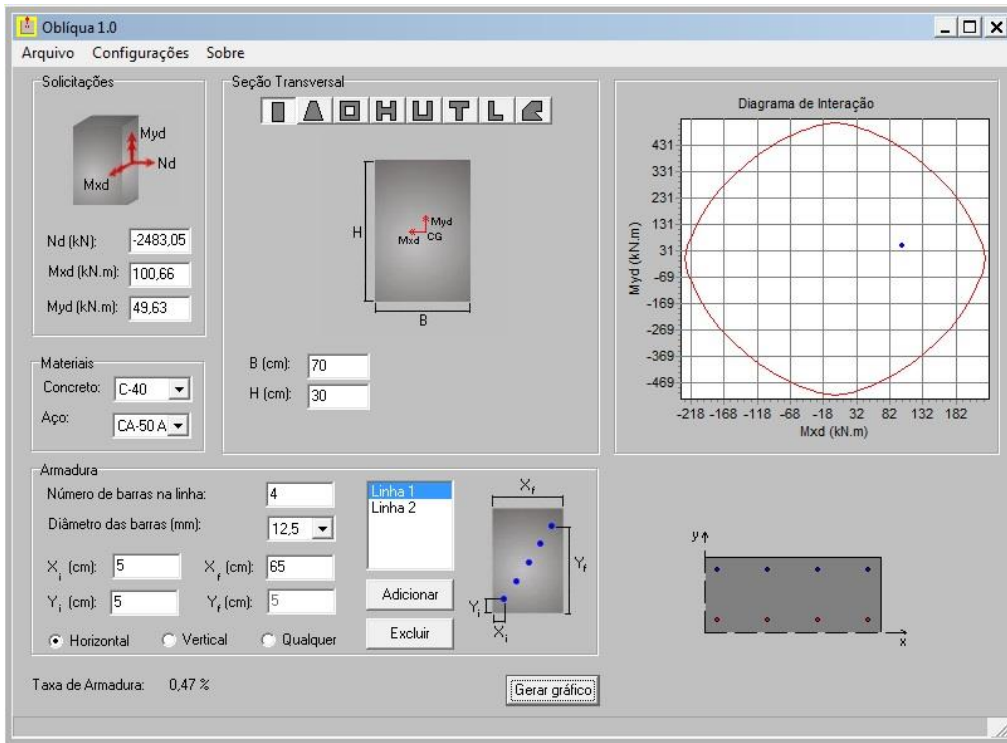 Oblíqua 1.0
Arquivo Configurações Sobre
Solicitações
Myd
Nd
Mxd
Nd (kN): -2483,05
Mxd (kN.m): 100,66
Myd (kN.m): 49,63
Materiais
Concreto: C-40
Aço: CA-50 A
Seção Transversal
H
Myd
Mxd CG
B
B (cm): 70
H (cm): 30
Diagrama de Interação
Myd (kN.m)
431
331
231
131
31
-69
-169
-269
-369
-469
-218 -168 -118 -68 -18 32 82 132 182
Mxd (kN.m)
Armadura
Número de barras na linha: 4
Diâmetro das barras (mm): 12,5
Xi (cm): 5 Xf (cm): 65
Yi (cm): 5 Yf (cm): 5
Horizontal Vertical Qualquer
Linha 1
Linha 2
Adicionar
Excluir
Xf
Yf
Yi
Xi
y
x
Taxa de Armadura: 0,47 %
Gerar gráfico